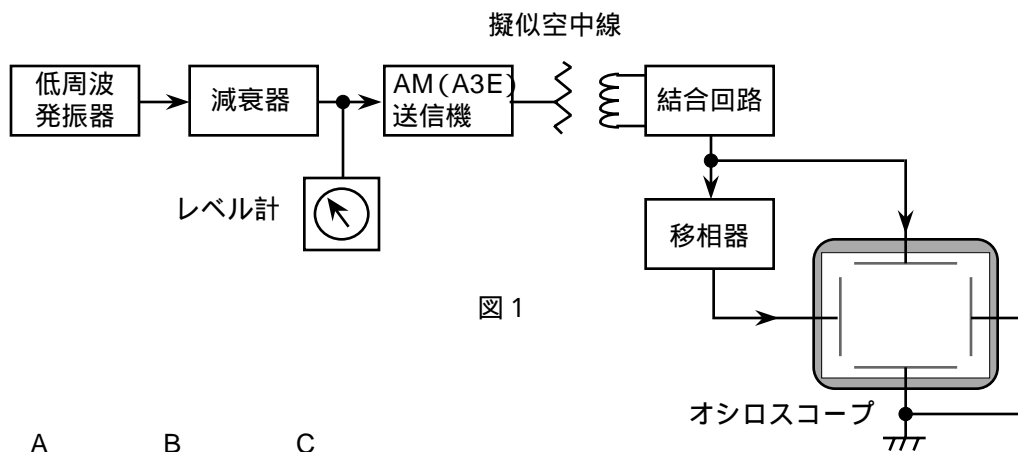 擬似空中線
低周波
発振器
減衰器
AM(A3E)
送信機
結合回路
レベル計
移相器
図1
オシロスコープ
A B C